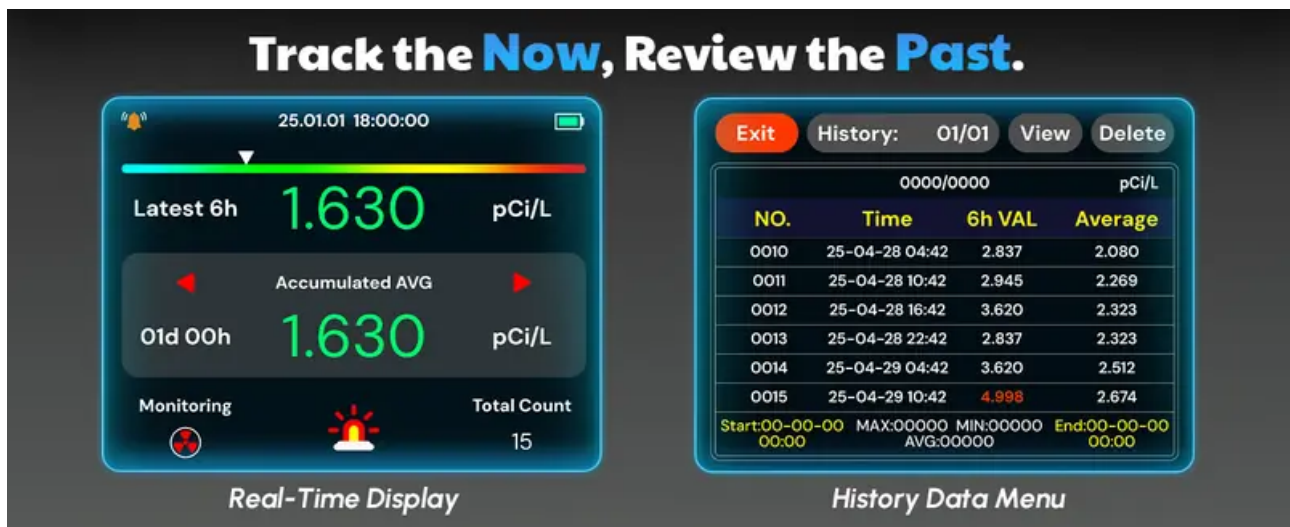 Track the Now, Review the Past.
25.01.01 18:00:00
Latest 6h 1.630 pCi/L
Accumulated AVG
01d 00h 1.630 pCi/L
Monitoring
Total Count
15
Real-Time Display
Exit History: 01/01 View Delete
0000/0000 pCi/L
NO. Time 6h VAL Average
0010 25-04-28 04:42 2.837 2.080
0011 25-04-28 10:42 2.945 2.269
0012 25-04-28 16:42 3.620 2.323
0013 25-04-28 22:42 2.837 2.323
0014 25-04-29 04:42 3.620 2.512
0015 25-04-29 10:42 4.998 2.674
Start:00-00-00 MAX:00000 MIN:00000 End:00-00-00
00:00 AVG:00000 00:00
History Data Menu